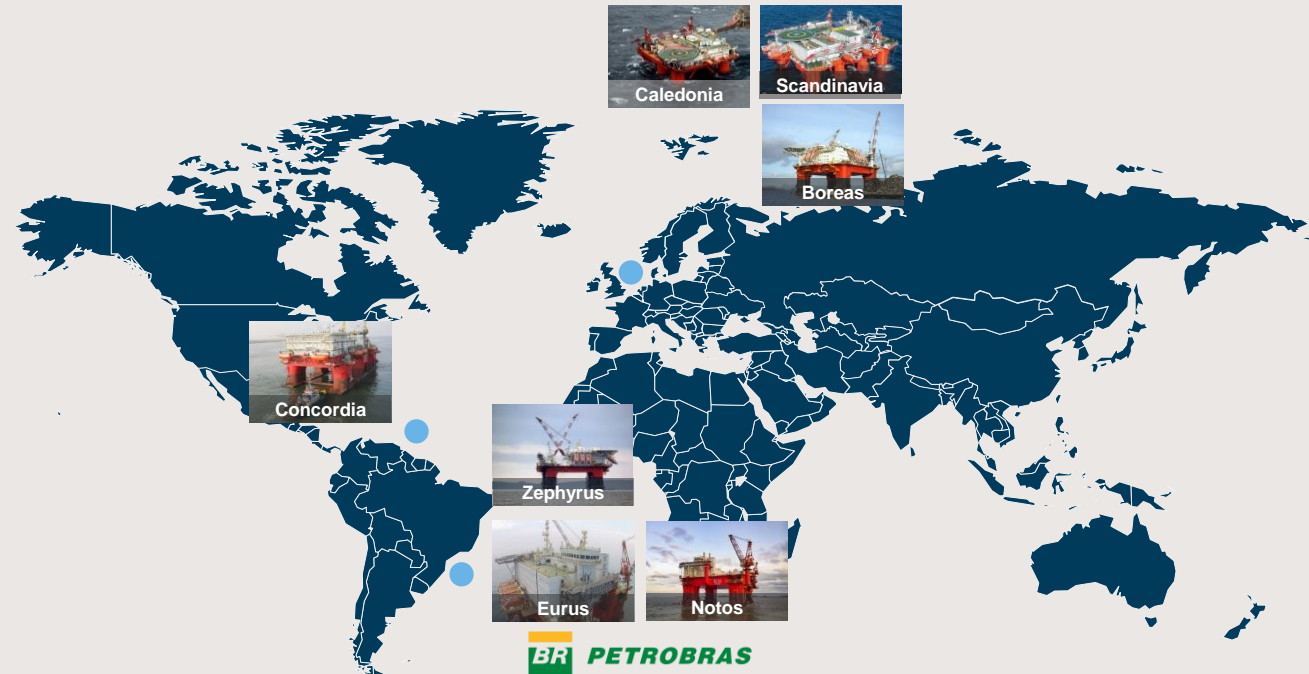 Caledonia
Scandinavia
Boreas
Concordia
Zephyrus
Eurus
Notos
BR PETROBRAS